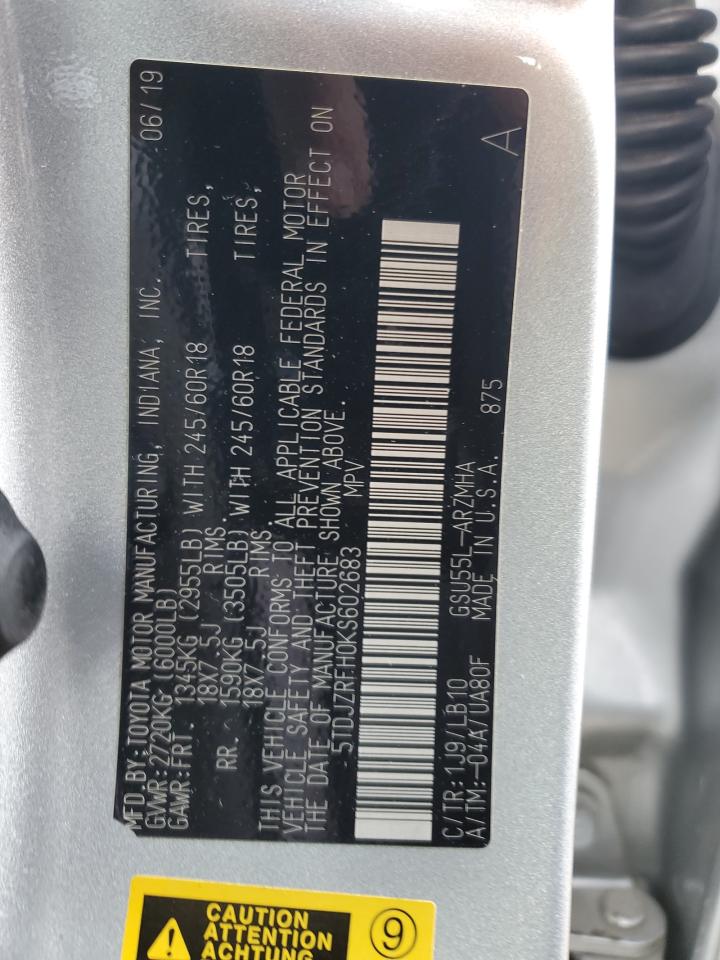 MFD.BY:TOYOTA MOTOR MANUFACTURING, INDIANA, INC. 06/19
GVWR:2720KG (6000LB)
GAWR:FRT. 1345KG (2955LB) WITH 245/60R18 TIRES,
18X7.5J RIMS.
RR. 1590KG (3505LB) WITH 245/60R18 TIRES,
18X7.5J RIMS
THIS VEHICLE CONFORMS TO ALL APPLICABLE FEDERAL MOTOR
VEHICLE SAFETY AND THEFT PREVENTION STANDARDS IN EFFECT ON
THE DATE OF MANUFACTURE SHOWN ABOVE.
5TDJZRFH0KS602683 MPV
C/TR:1J9/LB10 GSU55L-ARZMHA
A/TM:-04A/UA80F MADE IN U.S.A. 875
A
CAUTION
ATTENTION
ACHTUNG
9